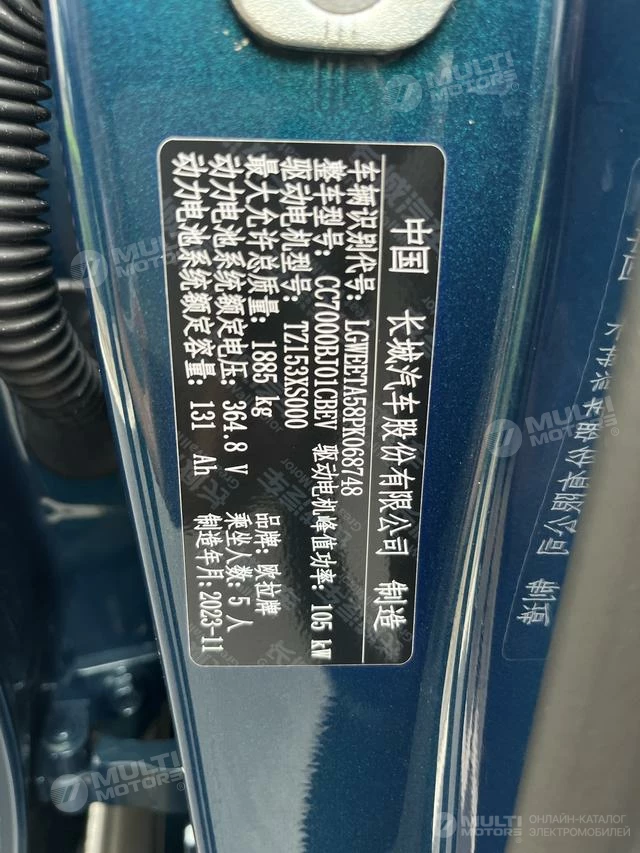 中国 长城汽车股份有限公司 制造
车辆识别代号: LGWEETA58PK068748
整车型号: CC7000BJ01CBEV 驱动电机峰值功率: 105 kW
驱动电机型号: TZ153XS000
最大允许总质量: 1885 kg 品牌: 欧拉牌
动力电池系统额定电压: 364.8 V 乘坐人数: 5 人
动力电池系统额定容量: 131 Ah 制造年月: 2023-11
MULTI MOTORS
MULTI MOTORS
MULTI MOTORS
MULTI MOTORS
MULTI MOTORS
MULTI MOTORS
MULTI MOTORS
ОНЛАЙН-КАТАЛОГ
ЭЛЕКТРОМОБИЛЕЙ